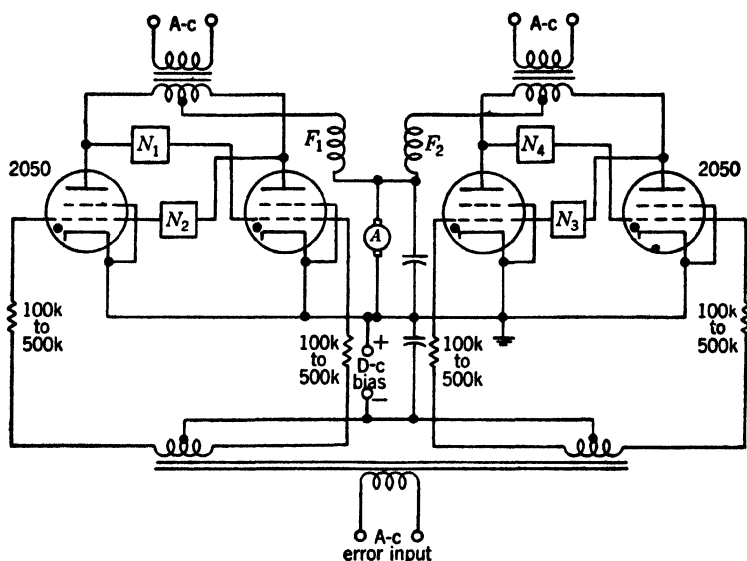 A-c
A-c
N1
F1
F2
N4
2050
2050
N2
N3
A
100k
to
500k
100k
to
500k
+
D-c
bias
−
100k
to
500k
100k
to
500k
A-c
error input